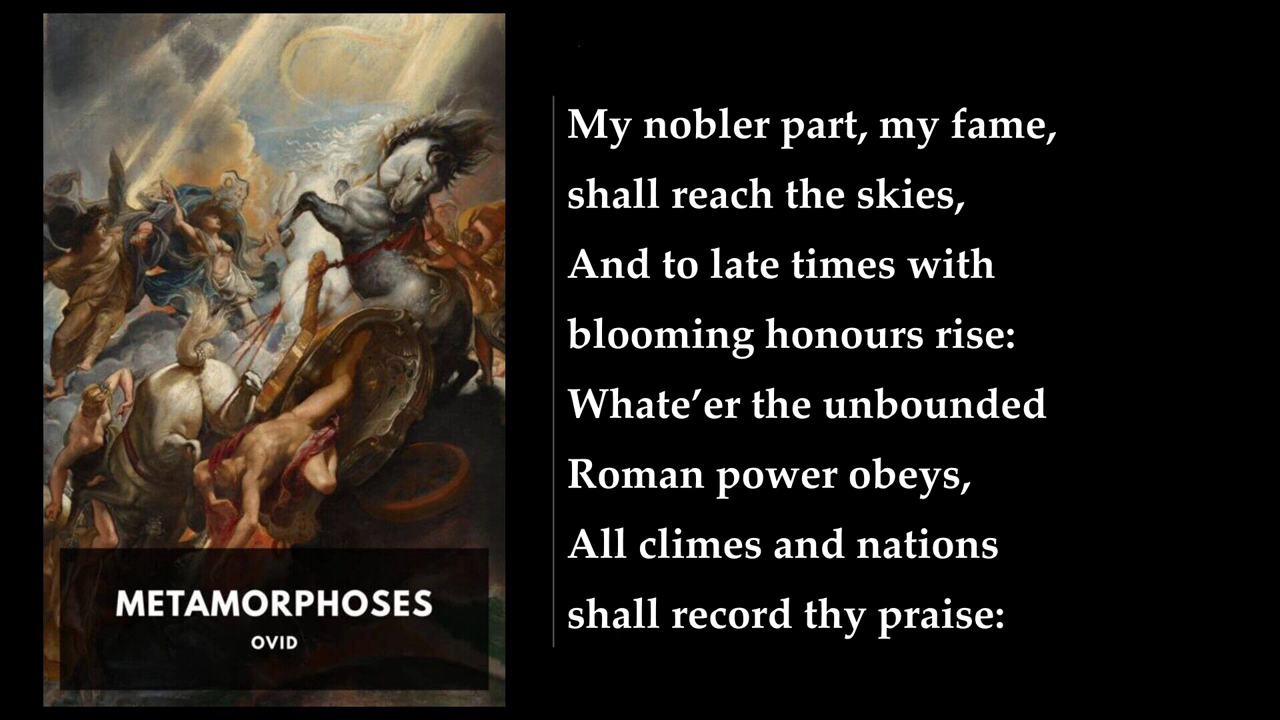 METAMORPHOSES
OVID
My nobler part, my fame,
shall reach the skies,
And to late times with
blooming honours rise:
Whate’er the unbounded
Roman power obeys,
All climes and nations
shall record thy praise: